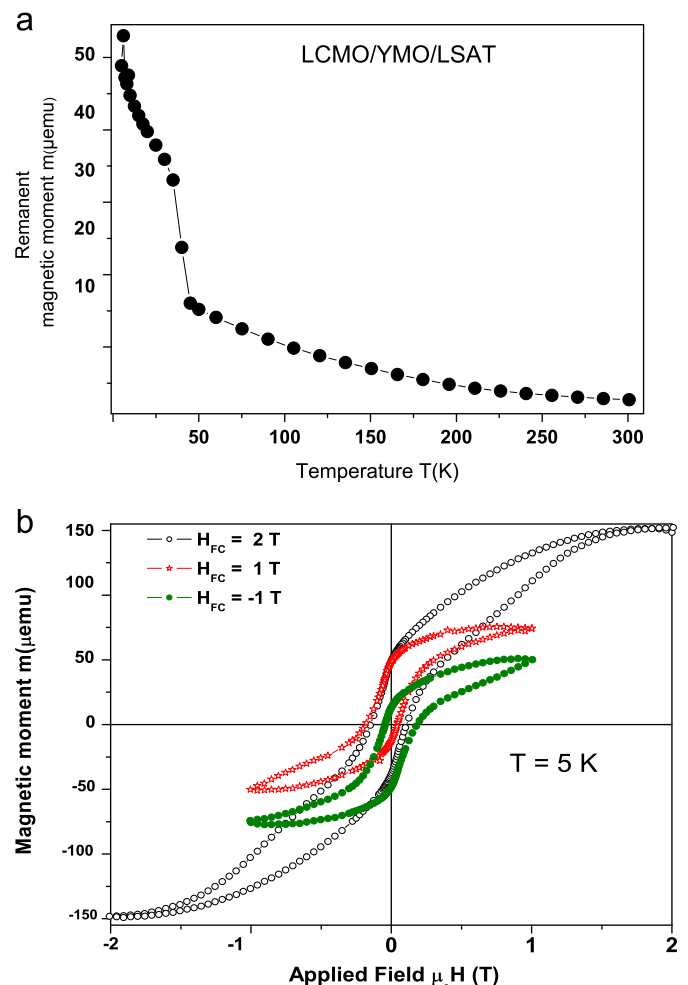 a
LCMO/YMO/LSAT
50
40
30
20
10
Remanent
magnetic moment m(μemu)
50 100 150 200 250 300
Temperature T(K)
b
H_FC = 2 T
H_FC = 1 T
H_FC = -1 T
150
100
50
0
-50
-100
-150
T = 5 K
Magnetic moment m(μemu)
-2 -1 0 1 2
Applied Field μ₀H (T)